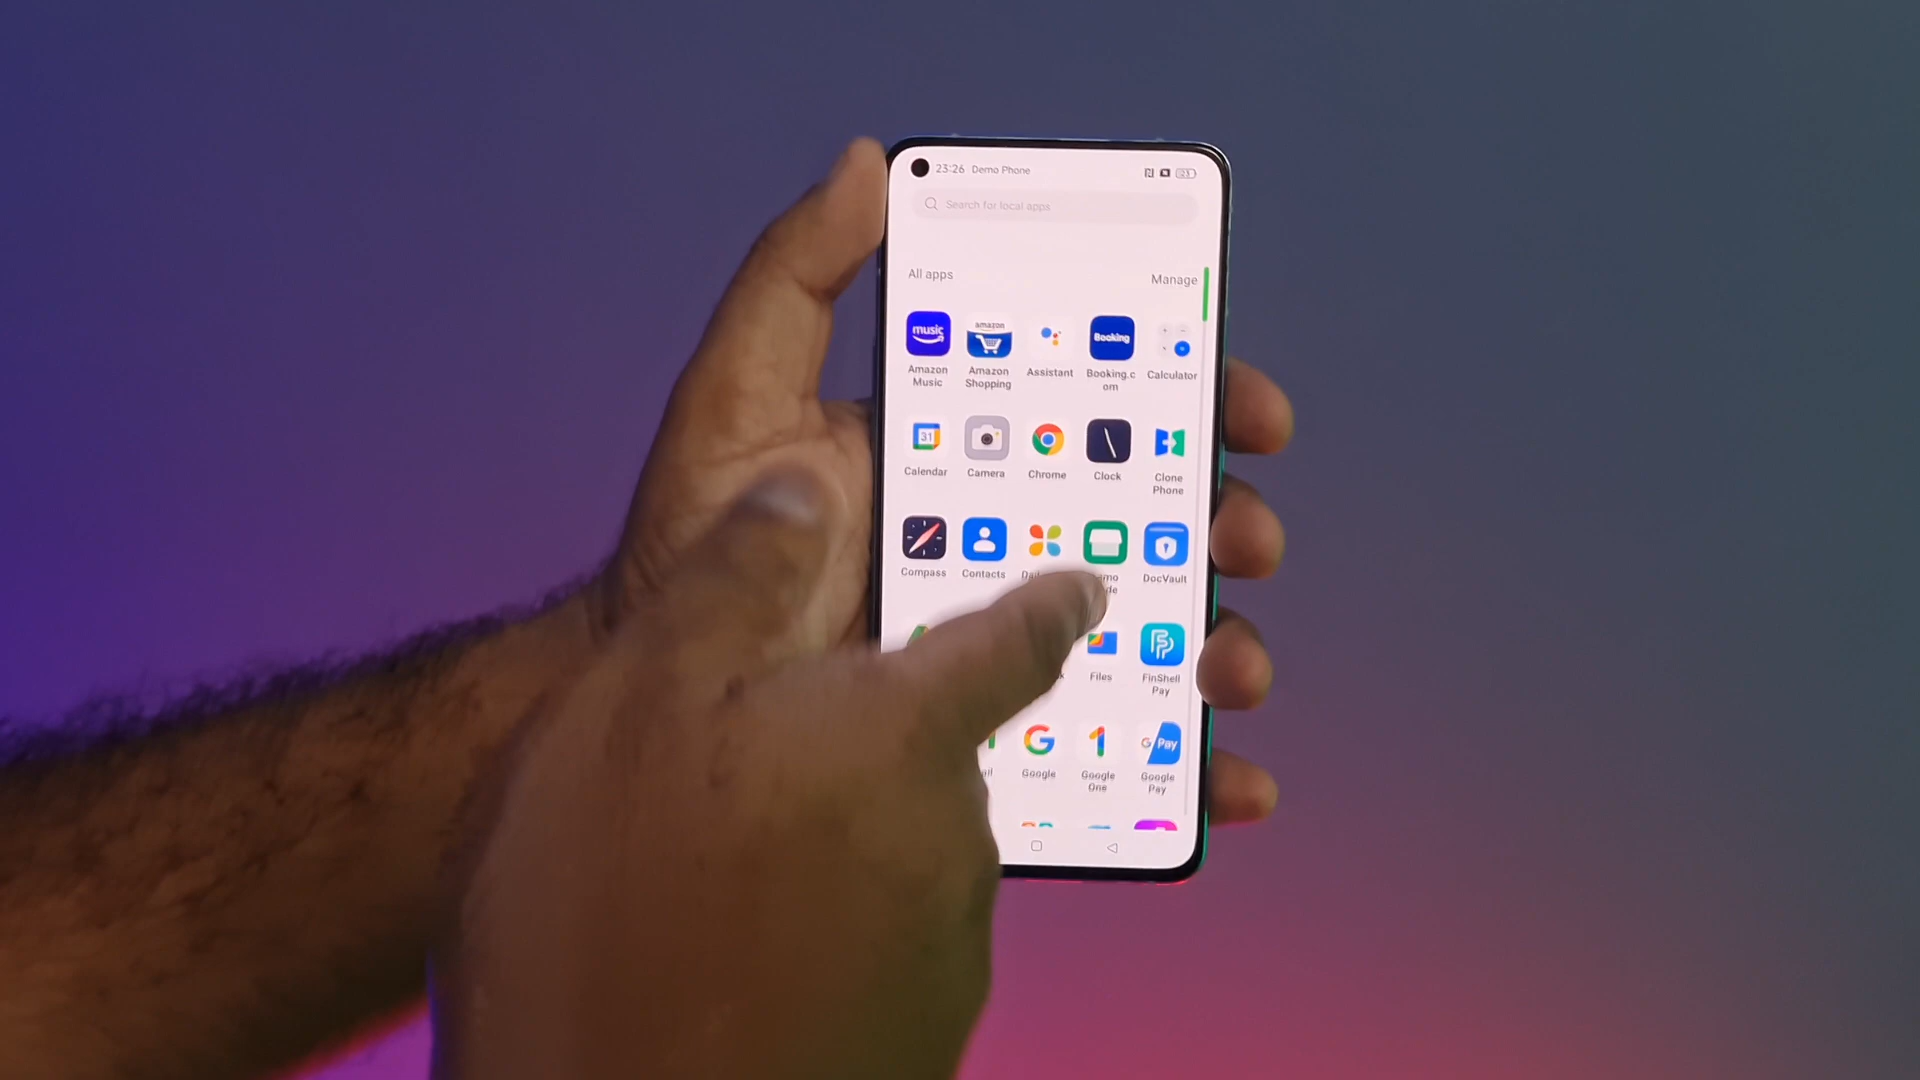 23:26 Demo Phone
Search for local apps
All apps
Manage
music
amazon
Booking
Amazon Music
Amazon Shopping
Assistant
Booking.c
om
Calculator
31
Calendar
Camera
Chrome
Clock
Clone Phone
Compass
Contacts
DocVault
Files
FinShell Pay
G Pay
Google
Google One
Google Pay